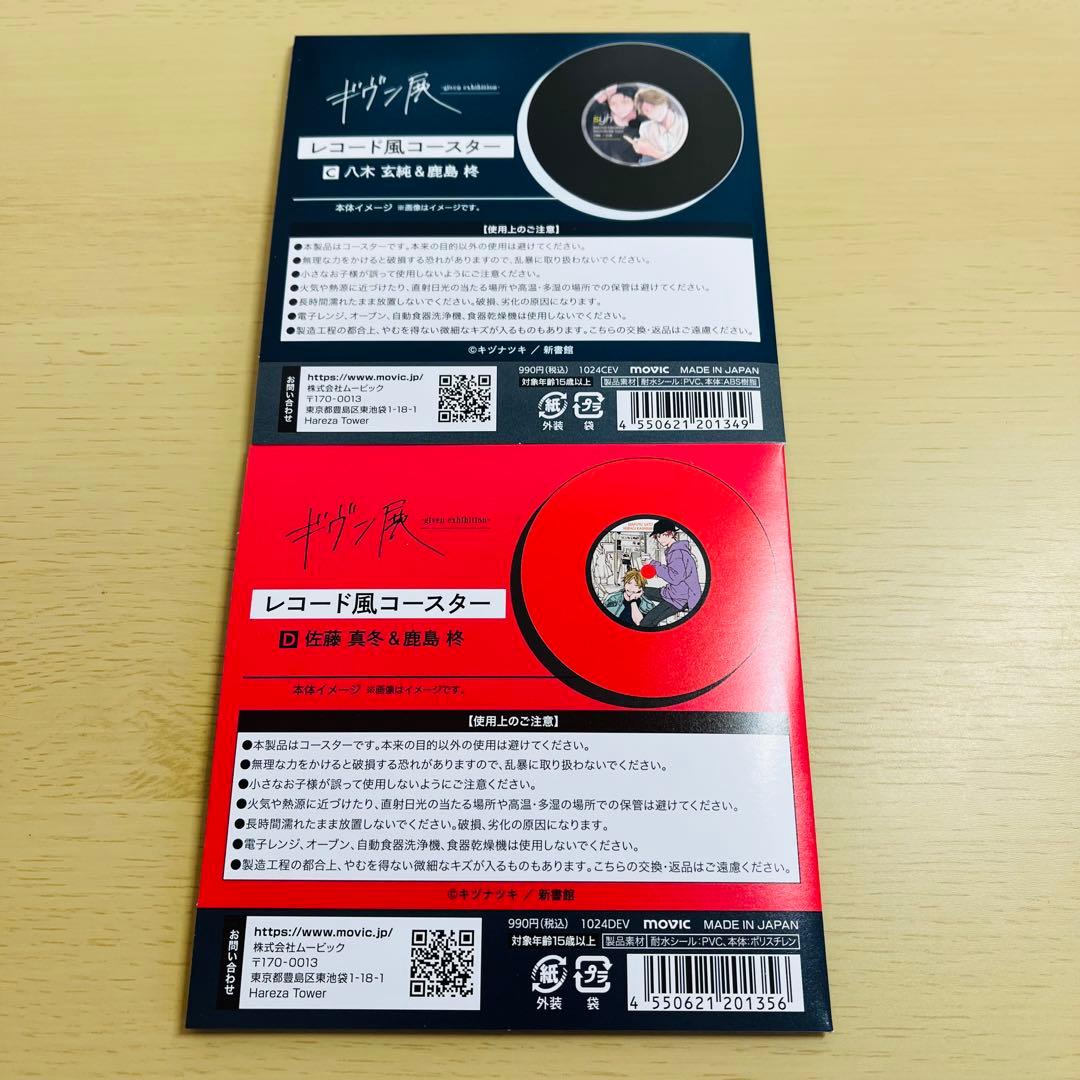 ギヴン展 -given exhibition-
レコード風コースター
C 八木 玄純&鹿島 柊
syh
本体イメージ ※画像はイメージです。
【使用上のご注意】
●本製品はコースターです。本来の目的以外の使用は避けてください。
●無理な力をかけると破損する恐れがありますので、乱暴に取り扱わないでください。
●小さなお子様が誤って使用しないようにご注意ください。
●火気や熱源に近づけたり、直射日光の当たる場所や高温・多湿の場所での保管は避けてください。
●長時間濡れたまま放置しないでください。破損、劣化の原因になります。
●電子レンジ、オーブン、自動食器洗浄機、食器乾燥機は使用しないでください。
●製造工程の都合上、やむを得ない微細なキズが入るものもあります。こちらの交換・返品はご遠慮ください。
©キヅナツキ / 新書館
お問い合わせ
https://www.movic.jp/
株式会社ムービック
〒170-0013
東京都豊島区東池袋1-18-1
Hareza Tower
990円(税込) 1024CEV movic MADE IN JAPAN
対象年齢15歳以上 製品素材 耐水シール:PVC、本体:ABS樹脂
紙 プラ
外装 袋
4 550621 201349
ギヴン展 -given exhibition-
レコード風コースター
D 佐藤 真冬&鹿島 柊
本体イメージ ※画像はイメージです。
【使用上のご注意】
●本製品はコースターです。本来の目的以外の使用は避けてください。
●無理な力をかけると破損する恐れがありますので、乱暴に取り扱わないでください。
●小さなお子様が誤って使用しないようにご注意ください。
●火気や熱源に近づけたり、直射日光の当たる場所や高温・多湿の場所での保管は避けてください。
●長時間濡れたまま放置しないでください。破損、劣化の原因になります。
●電子レンジ、オーブン、自動食器洗浄機、食器乾燥機は使用しないでください。
●製造工程の都合上、やむを得ない微細なキズが入るものもあります。こちらの交換・返品はご遠慮ください。
©キヅナツキ / 新書館
お問い合わせ
https://www.movic.jp/
株式会社ムービック
〒170-0013
東京都豊島区東池袋1-18-1
Hareza Tower
990円(税込) 1024DEV movic MADE IN JAPAN
対象年齢15歳以上 製品素材 耐水シール:PVC、本体:ポリスチレン
紙 プラ
外装 袋
4 550621 201356